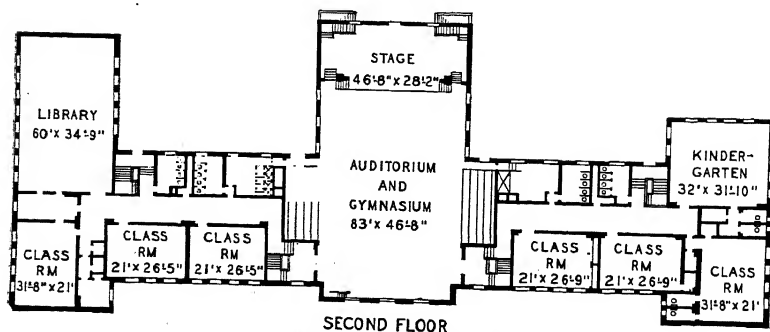 STAGE
46'-8" x 28'-2"
LIBRARY
60' x 34'-9"
AUDITORIUM
AND
GYMNASIUM
83' x 46'-8"
KINDER-
GARTEN
32' x 31'-10"
CLASS
RM
31'-8" x 21'
CLASS
RM
21' x 26'-5"
CLASS
RM
21' x 26'-5"
CLASS
RM
21' x 26'-9"
CLASS
RM
21' x 26'-9"
CLASS
RM
31'-8" x 21'
SECOND FLOOR